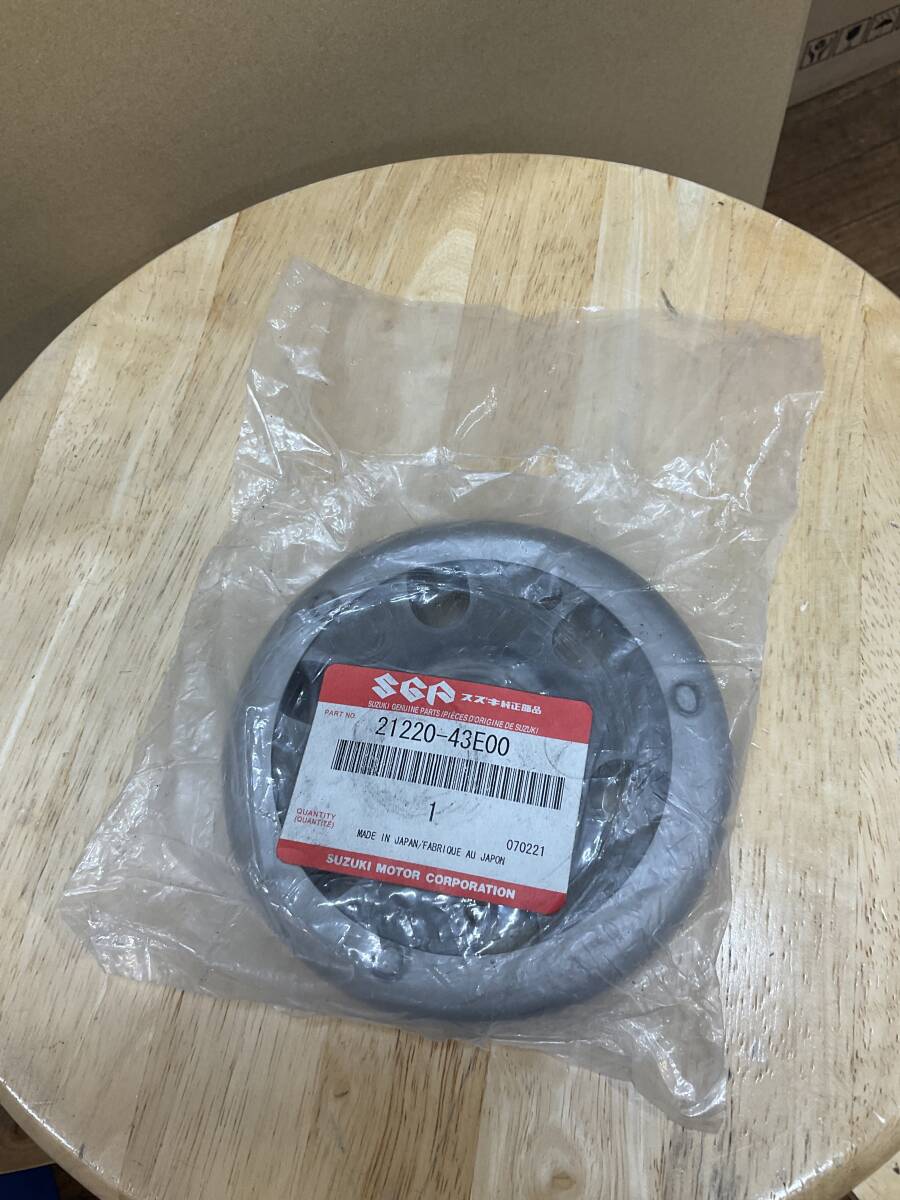 SGP スズキ純正部品
SUZUKI GENUINE PARTS/PIÈCES D'ORIGINE DE SUZUKI
PART NO. 21220-43E00
QUANTITY
(QUANTITÉ)
1
MADE IN JAPAN/FABRIQUE AU JAPON 070221
SUZUKI MOTOR CORPORATION